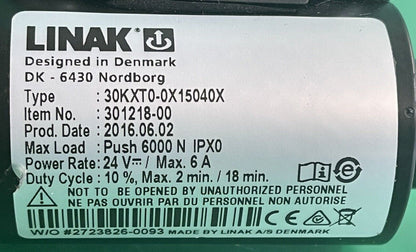 LINAK
Designed in Denmark
DK - 6430 Nordborg
Type : 30KXT0-0X15040X
Item No. : 301218-00
Prod. Date : 2016.06.02
Max Load : Push 6000 N IPX0
Power Rate: 24 V⎓ / Max. 6 A
Duty Cycle : 10 %, Max. 2 min. / 18 min.
NOT TO BE OPENED BY UNAUTHORIZED PERSONNEL
NE PAS OUVRIR PAR DU PERSONNEL NON AUTORISE
W/O #2723826-0093 MADE BY LINAK A/S DENMARK